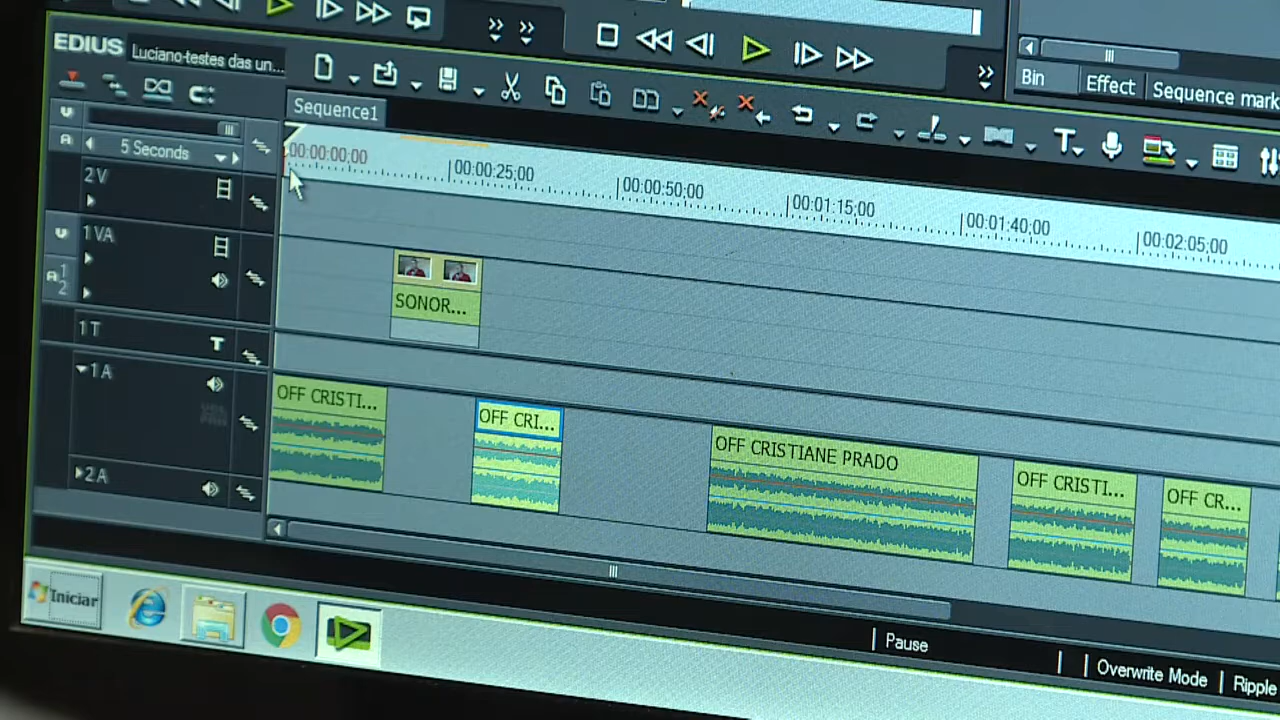 EDIUS
Luciano-testes das un...
Bin
Effect
Sequence mark
Sequence1
5 Seconds
00:00:00;00
00:00:25;00
00:00:50;00
00:01:15;00
00:01:40;00
00:02:05;00
2 V
1 VA
1
2
SONOR...
1 T
T
1 A
OFF CRISTI...
OFF CRI...
OFF CRISTIANE PRADO
OFF CRISTI...
OFF CR...
2 A
Iniciar
Pause
Overwrite Mode
Ripple